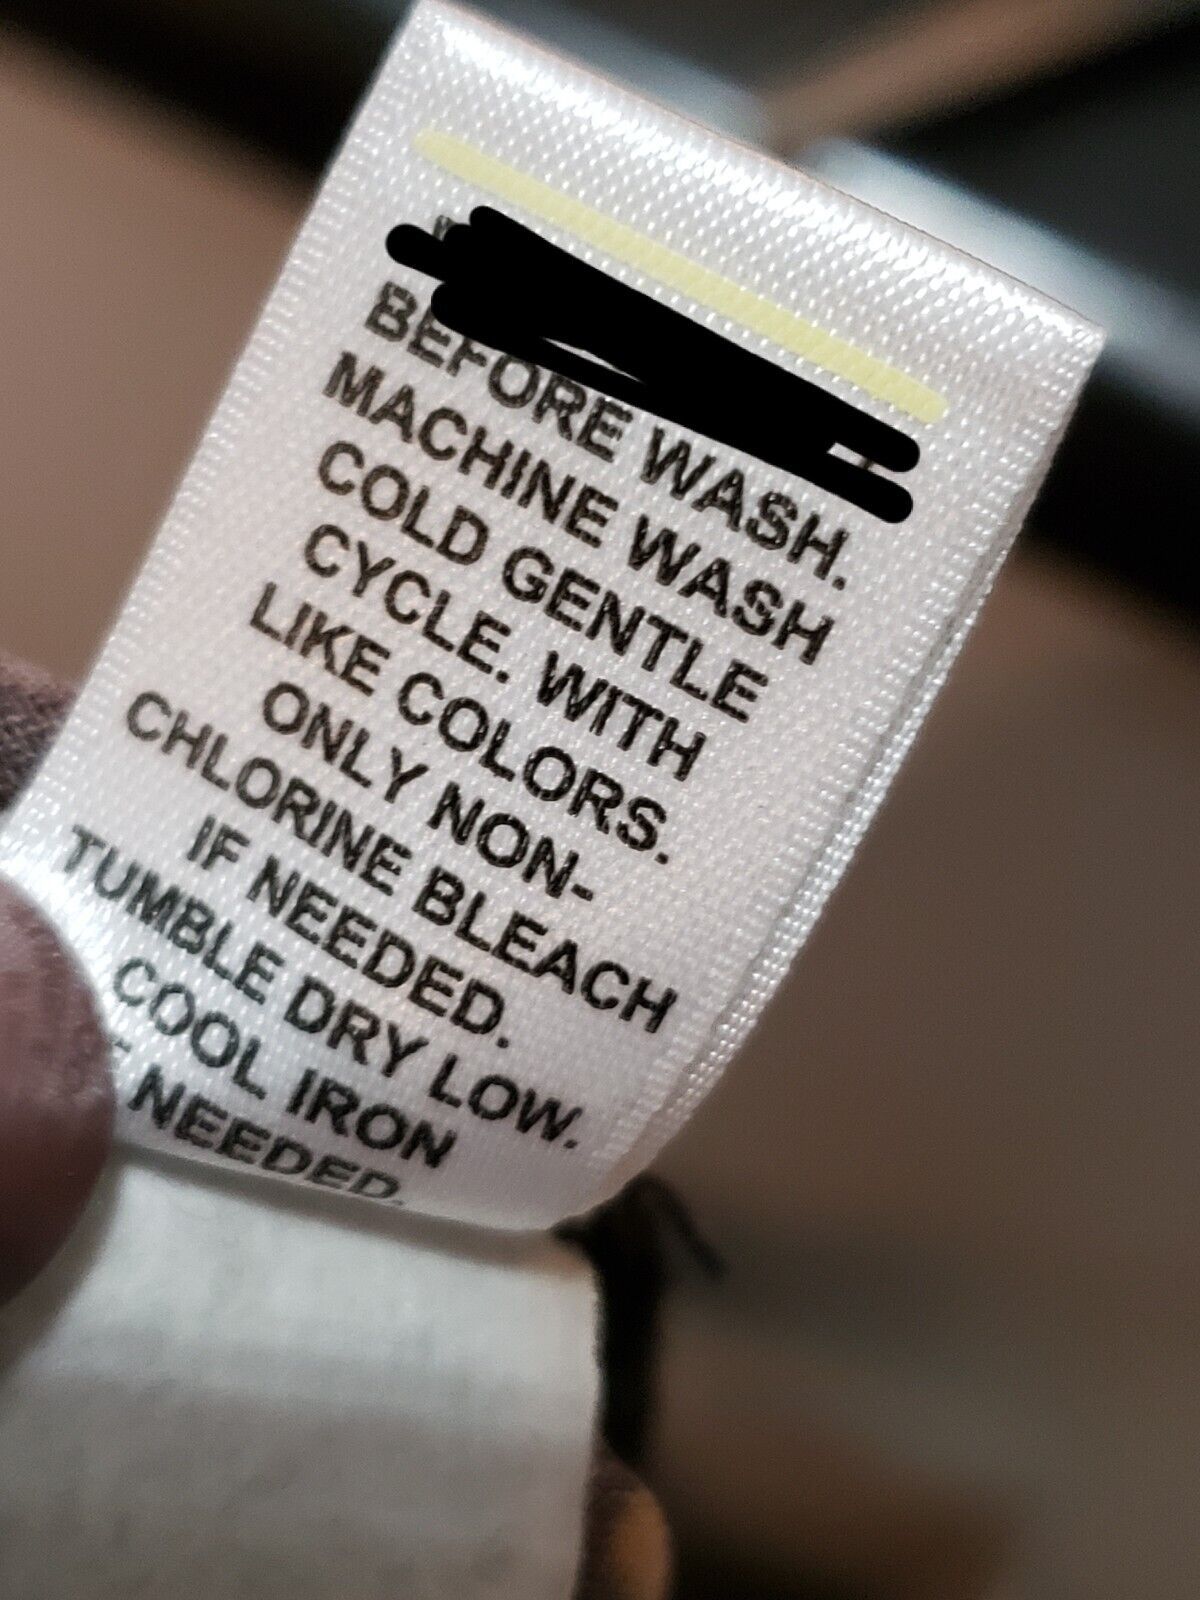 BEFORE WASH.
MACHINE WASH
COLD GENTLE
CYCLE. WITH
LIKE COLORS.
ONLY NON-
CHLORINE BLEACH
IF NEEDED.
TUMBLE DRY LOW.
COOL IRON
NEEDED.